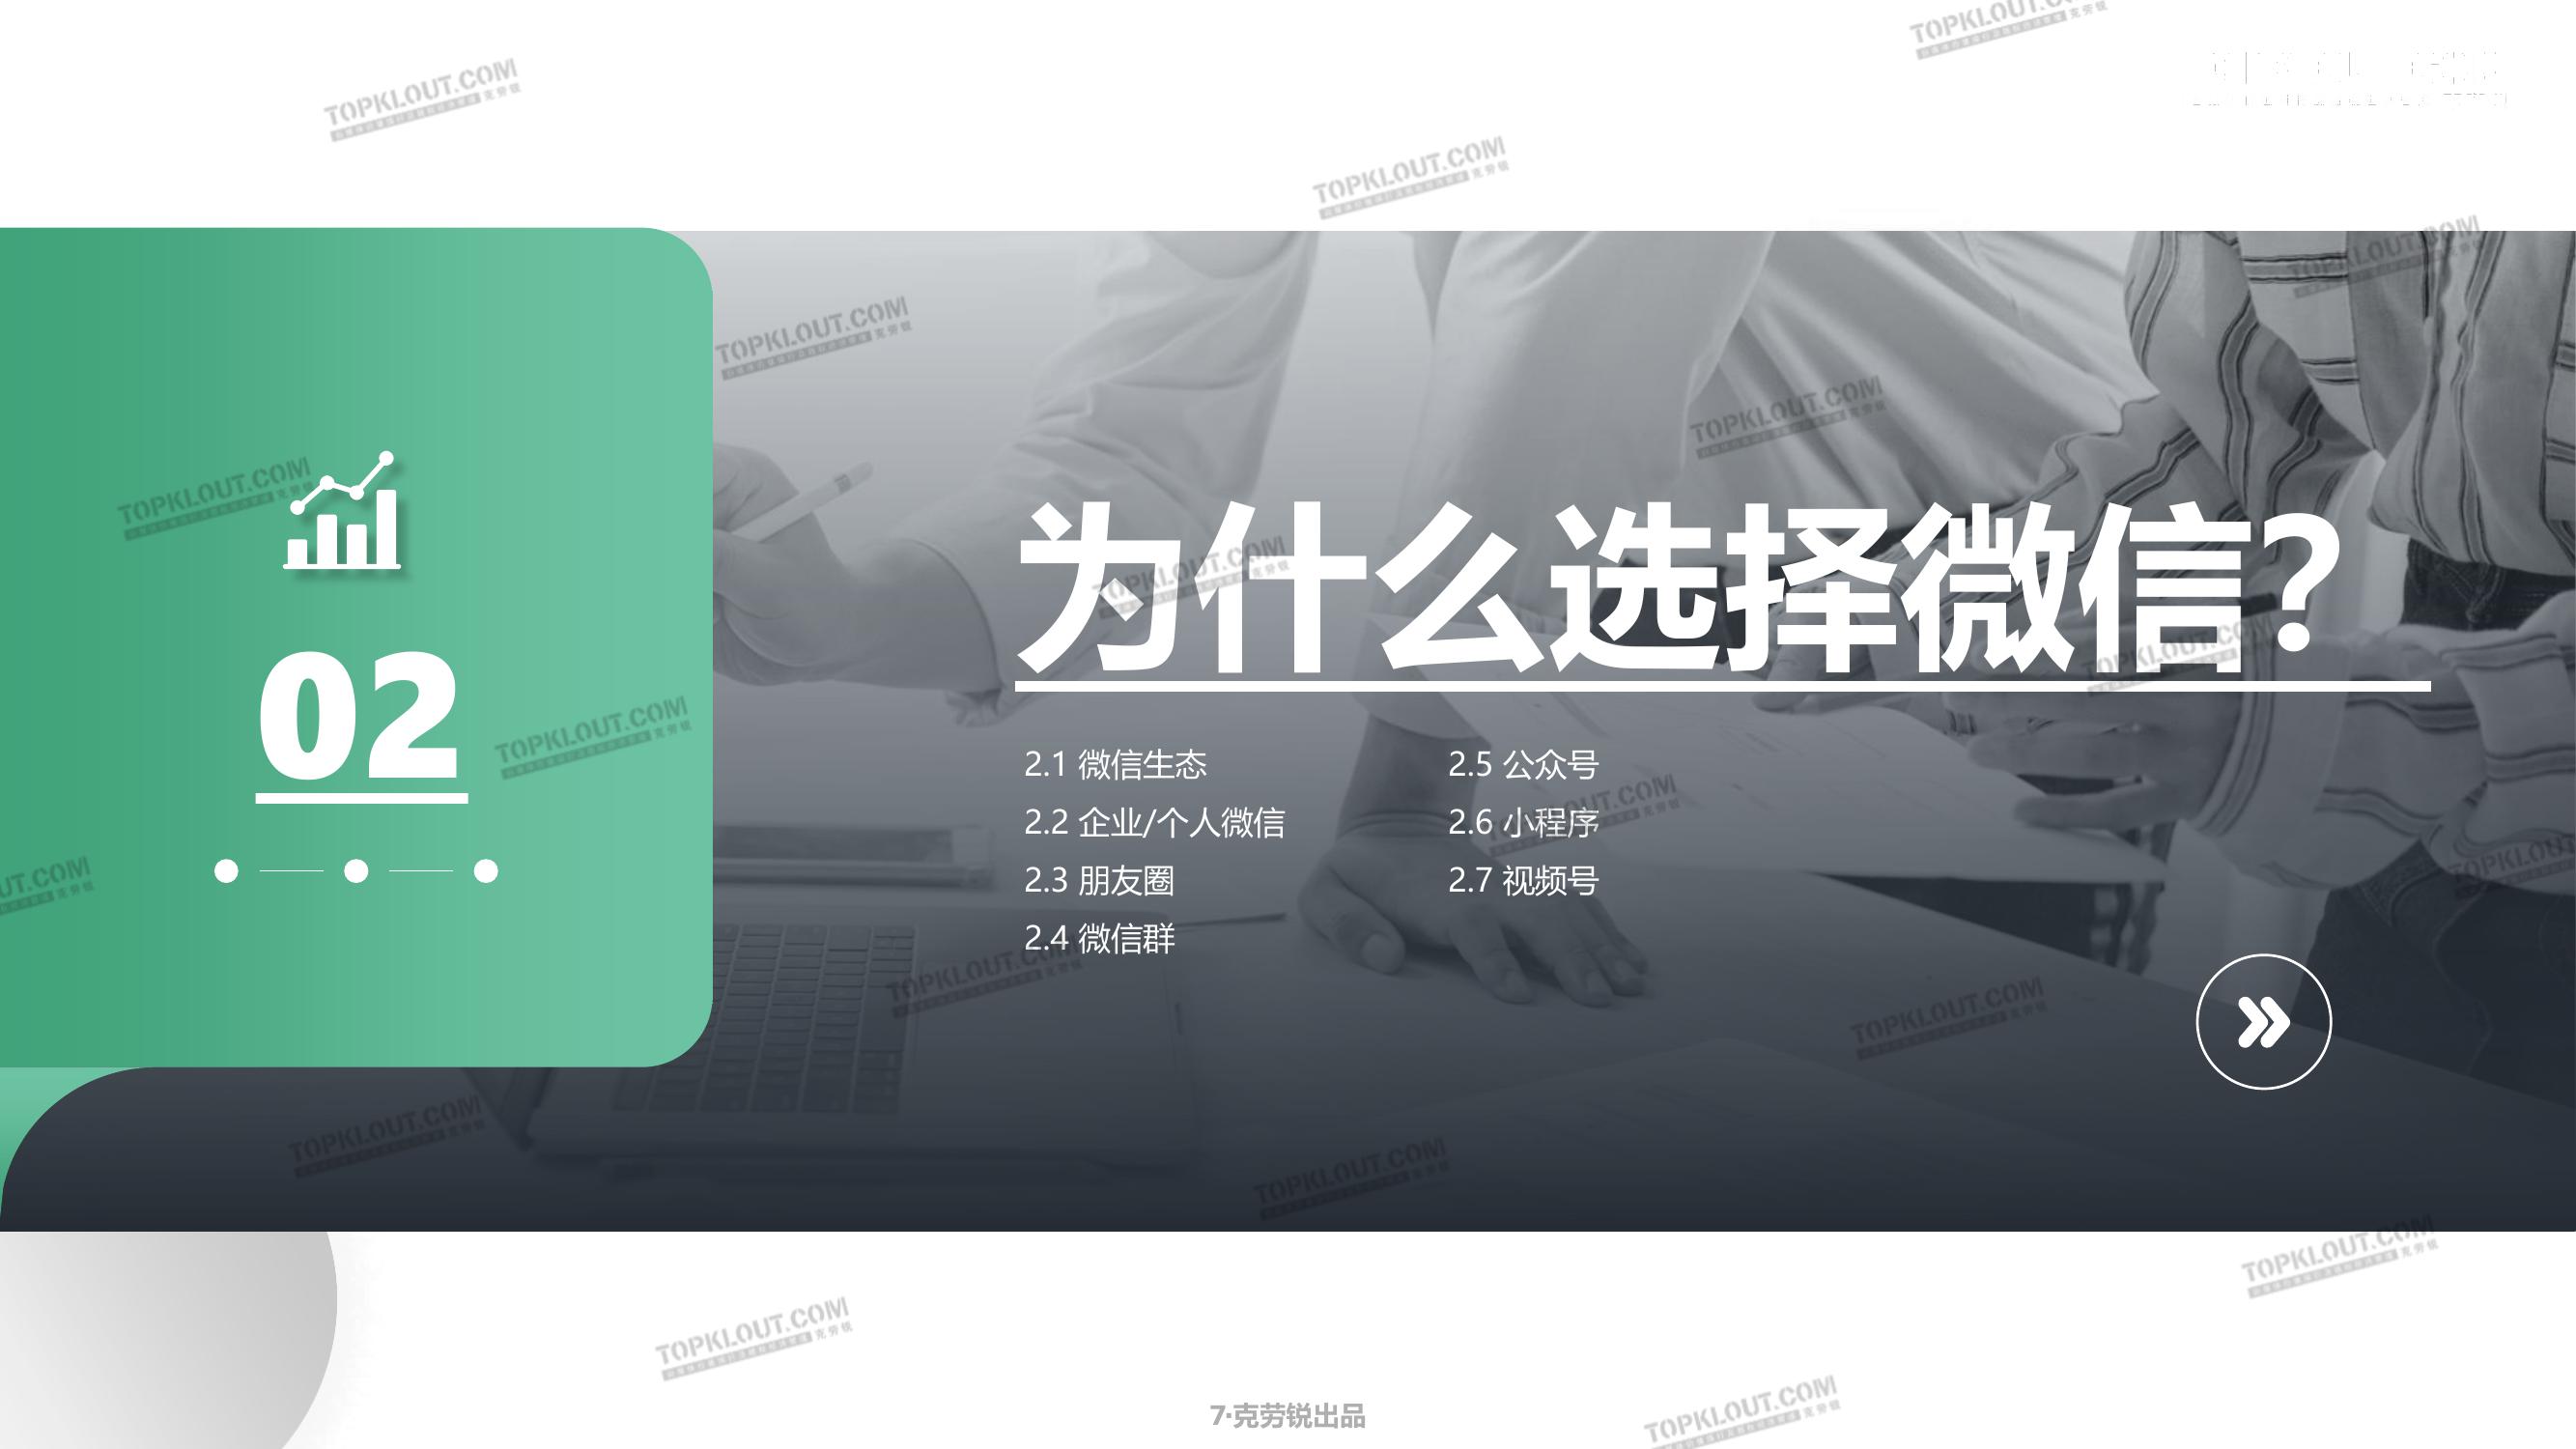 02
为什么选择微信?
2.1 微信生态
2.2 企业/个人微信
2.3 朋友圈
2.4 微信群
2.5 公众号
2.6 小程序
2.7 视频号
7·克劳锐出品
TOPKLOUT.COM
克劳锐